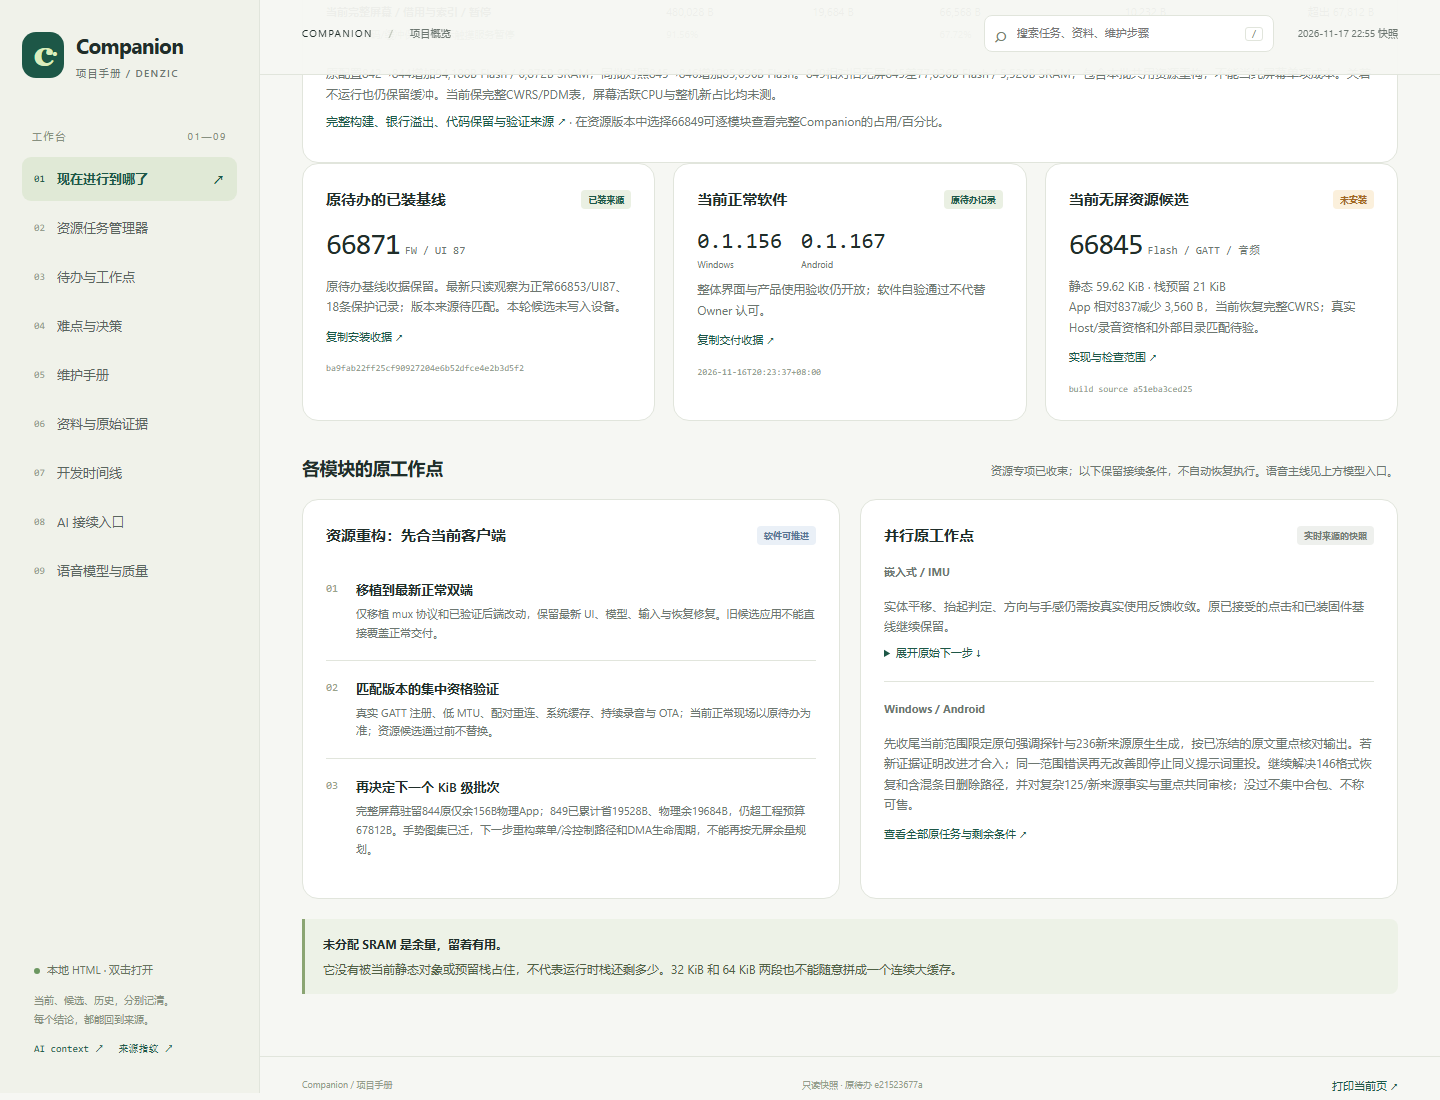 Companion
项目手册 / DENZIC
工作台
01—09
01 现在进行到哪了 ↗
02 资源任务管理器
03 待办与工作点
04 难点与决策
05 维护手册
06 资料与原始证据
07 开发时间线
08 AI 接续入口
09 语音模型与质量
本地 HTML · 双击打开
当前、候选、历史，分别记清。
每个结论，都能回到来源。
AI context ↗ 来源指纹 ↗
COMPANION / 项目概览
搜索任务、资料、维护步骤 /
2026-11-17 22:55 快照
不运行也仍保留缓冲。当前保完整CWRS/PDM表，屏幕活跃CPU与整机新占比均未测。
完整构建、银行溢出、代码保留与验证来源 ↗ · 在资源版本中选择66849可逐模块查看完整Companion的占用/百分比。
原待办的已装基线
已装来源
66871 FW / UI 87
原待办基线收据保留。最新只读观察为正常66853/UI87、
18条保护记录；版本来源待匹配。本轮候选未写入设备。
复制安装收据 ↗
ba9fab22ff25cf90927204e6b52dfce4e2b3d5f2
当前正常软件
原待办记录
0.1.156 0.1.167
Windows Android
整体界面与产品使用验收仍开放；软件自验通过不代替
Owner 认可。
复制交付收据 ↗
2026-11-16T20:23:37+08:00
当前无屏资源候选
未安装
66845 Flash / GATT / 音频
静态 59.62 KiB · 栈预留 21 KiB
App 相对837减少 3,560 B，当前恢复完整CWRS；真实
Host/录音资格和外部目录匹配待验。
实现与检查范围 ↗
build source a51eba3ced25
各模块的原工作点
资源专项已收束；以下保留接续条件，不自动恢复执行。语音主线见上方模型入口。
资源重构：先合当前客户端
软件可推进
01 移植到最新正常双端
仅移植 mux 协议和已验证后端改动，保留最新 UI、模型、输入与恢复修复。旧候选应用不能直
接覆盖正常交付。
02 匹配版本的集中资格验证
真实 GATT 注册、低 MTU、配对重连、系统缓存、持续录音与 OTA；当前正常现场以原待办为
准；资源候选通过前不替换。
03 再决定下一个 KiB 级批次
完整屏幕驻留844原仅余156B物理App；849已累计省19528B、物理余19684B，仍超工程预算
67812B。手势图集已迁，下一步重构菜单/冷控制路径和DMA生命周期，不能再按无屏余量规
划。
并行原工作点
实时来源的快照
嵌入式 / IMU
实体平移、抬起判定、方向与手感仍需按真实使用反馈收敛。原已接受的点击和已装固件基
线继续保留。
▶ 展开原始下一步 ↓
Windows / Android
先收尾当前范围限定原句强调探针与236新来源原生生成，按已冻结的原文重点核对输出。若
新证据证明改进才合入；同一范围错误再无改善即停止同义提示词重投。继续解决146格式恢
复和含混条目删除路径，并对复杂125/新来源事实与重点共同审核；没过不集中合包、不称
可售。
查看全部原任务与剩余条件 ↗
未分配 SRAM 是余量，留着有用。
它没有被当前静态对象或预留栈占住，不代表运行时栈还剩多少。32 KiB 和 64 KiB 两段也不能随意拼成一个连续大缓存。
Companion / 项目手册
只读快照 · 原待办 e21523677a
打印当前页 ↗